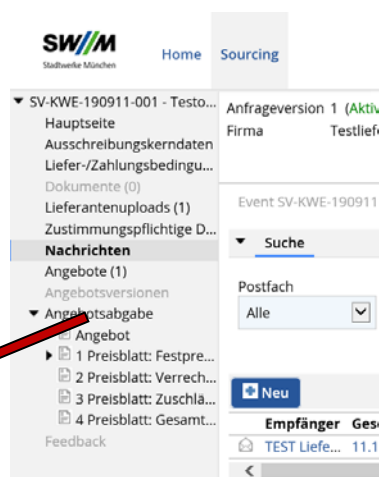 SW//M
Stadtwerke München
Home
Sourcing
SV-KWE-190911-001 - Testo...
Hauptseite
Ausschreibungskerndaten
Liefer-/Zahlungsbedingu...
Dokumente (0)
Lieferantenuploads (1)
Zustimmungspflichtige D...
Nachrichten
Angebote (1)
Angebotsversionen
Angebotsabgabe
Angebot
1 Preisblatt: Festpre...
2 Preisblatt: Verrech...
3 Preisblatt: Zuschlä...
4 Preisblatt: Gesamt...
Feedback
Anfrageversion 1 (Aktiv
Firma Testliefe
Event SV-KWE-190911
Suche
Postfach
Alle
Neu
Empfänger Gese
TEST Liefe... 11.1